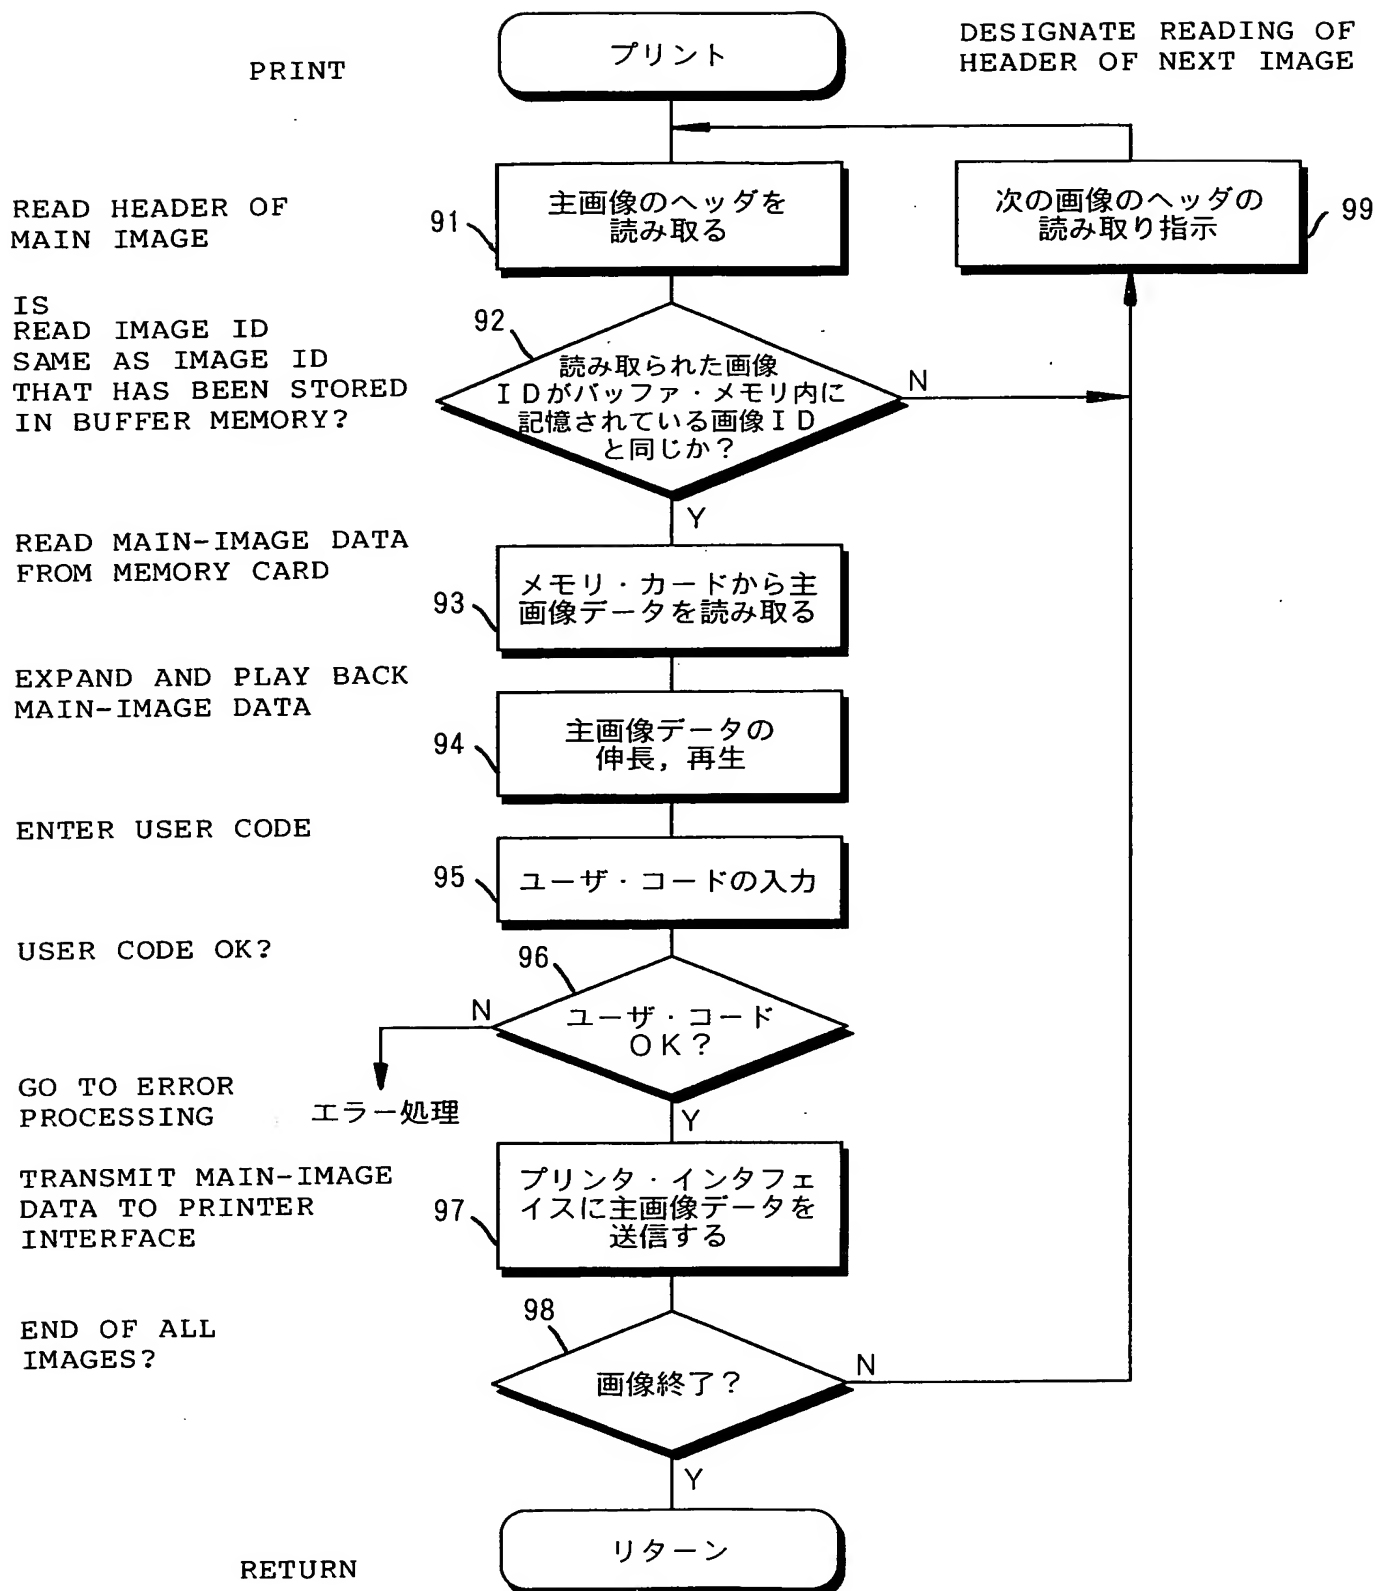 プリント
PRINT
DESIGNATE READING OF
HEADER OF NEXT IMAGE
READ HEADER OF
MAIN IMAGE
91
主画像のヘッダを
読み取る
次の画像のヘッダの
読み取り指示
99
IS
READ IMAGE ID
SAME AS IMAGE ID
THAT HAS BEEN STORED
IN BUFFER MEMORY?
92
読み取られた画像
IDがバッファ・メモリ内に
記憶されている画像ID
と同じか?
N
Y
READ MAIN-IMAGE DATA
FROM MEMORY CARD
93
メモリ・カードから主
画像データを読み取る
EXPAND AND PLAY BACK
MAIN-IMAGE DATA
94
主画像データの
伸長,再生
ENTER USER CODE
95
ユーザ・コードの入力
USER CODE OK?
96
ユーザ・コード
OK?
N
Y
GO TO ERROR
PROCESSING
エラー処理
TRANSMIT MAIN-IMAGE
DATA TO PRINTER
INTERFACE
97
プリンタ・インタフェ
イスに主画像データを
送信する
END OF ALL
IMAGES?
98
画像終了?
N
Y
RETURN
リターン